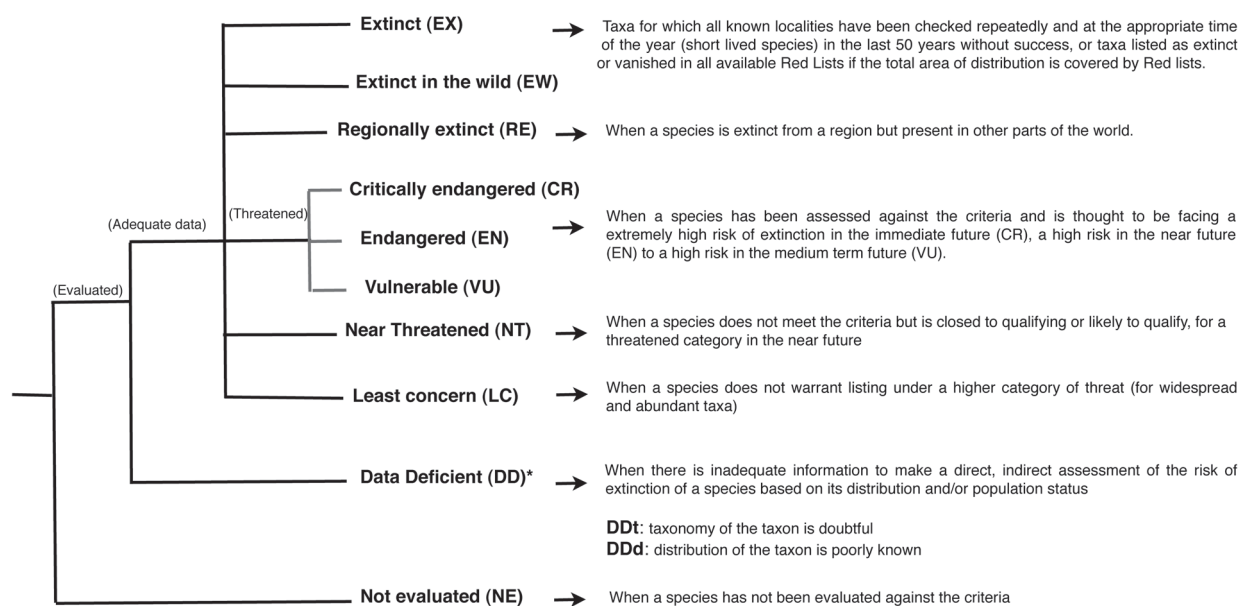 Extinct (EX)
Taxa for which all known localities have been checked repeatedly and at the appropriate time
of the year (short lived species) in the last 50 years without success, or taxa listed as extinct
or vanished in all available Red Lists if the total area of distribution is covered by Red lists.
Extinct in the wild (EW)
Regionally extinct (RE)
When a species is extinct from a region but present in other parts of the world.
Critically endangered (CR)
(Threatened)
(Adequate data)
Endangered (EN)
When a species has been assessed against the criteria and is thought to be facing a
extremely high risk of extinction in the immediate future (CR), a high risk in the near future
(EN) to a high risk in the medium term future (VU).
Vulnerable (VU)
(Evaluated)
Near Threatened (NT)
When a species does not meet the criteria but is closed to qualifying or likely to qualify, for a
threatened category in the near future
Least concern (LC)
When a species does not warrant listing under a higher category of threat (for widespread
and abundant taxa)
Data Deficient (DD)*
When there is inadequate information to make a direct, indirect assessment of the risk of
extinction of a species based on its distribution and/or population status
DDt: taxonomy of the taxon is doubtful
DDd: distribution of the taxon is poorly known
Not evaluated (NE)
When a species has not been evaluated against the criteria